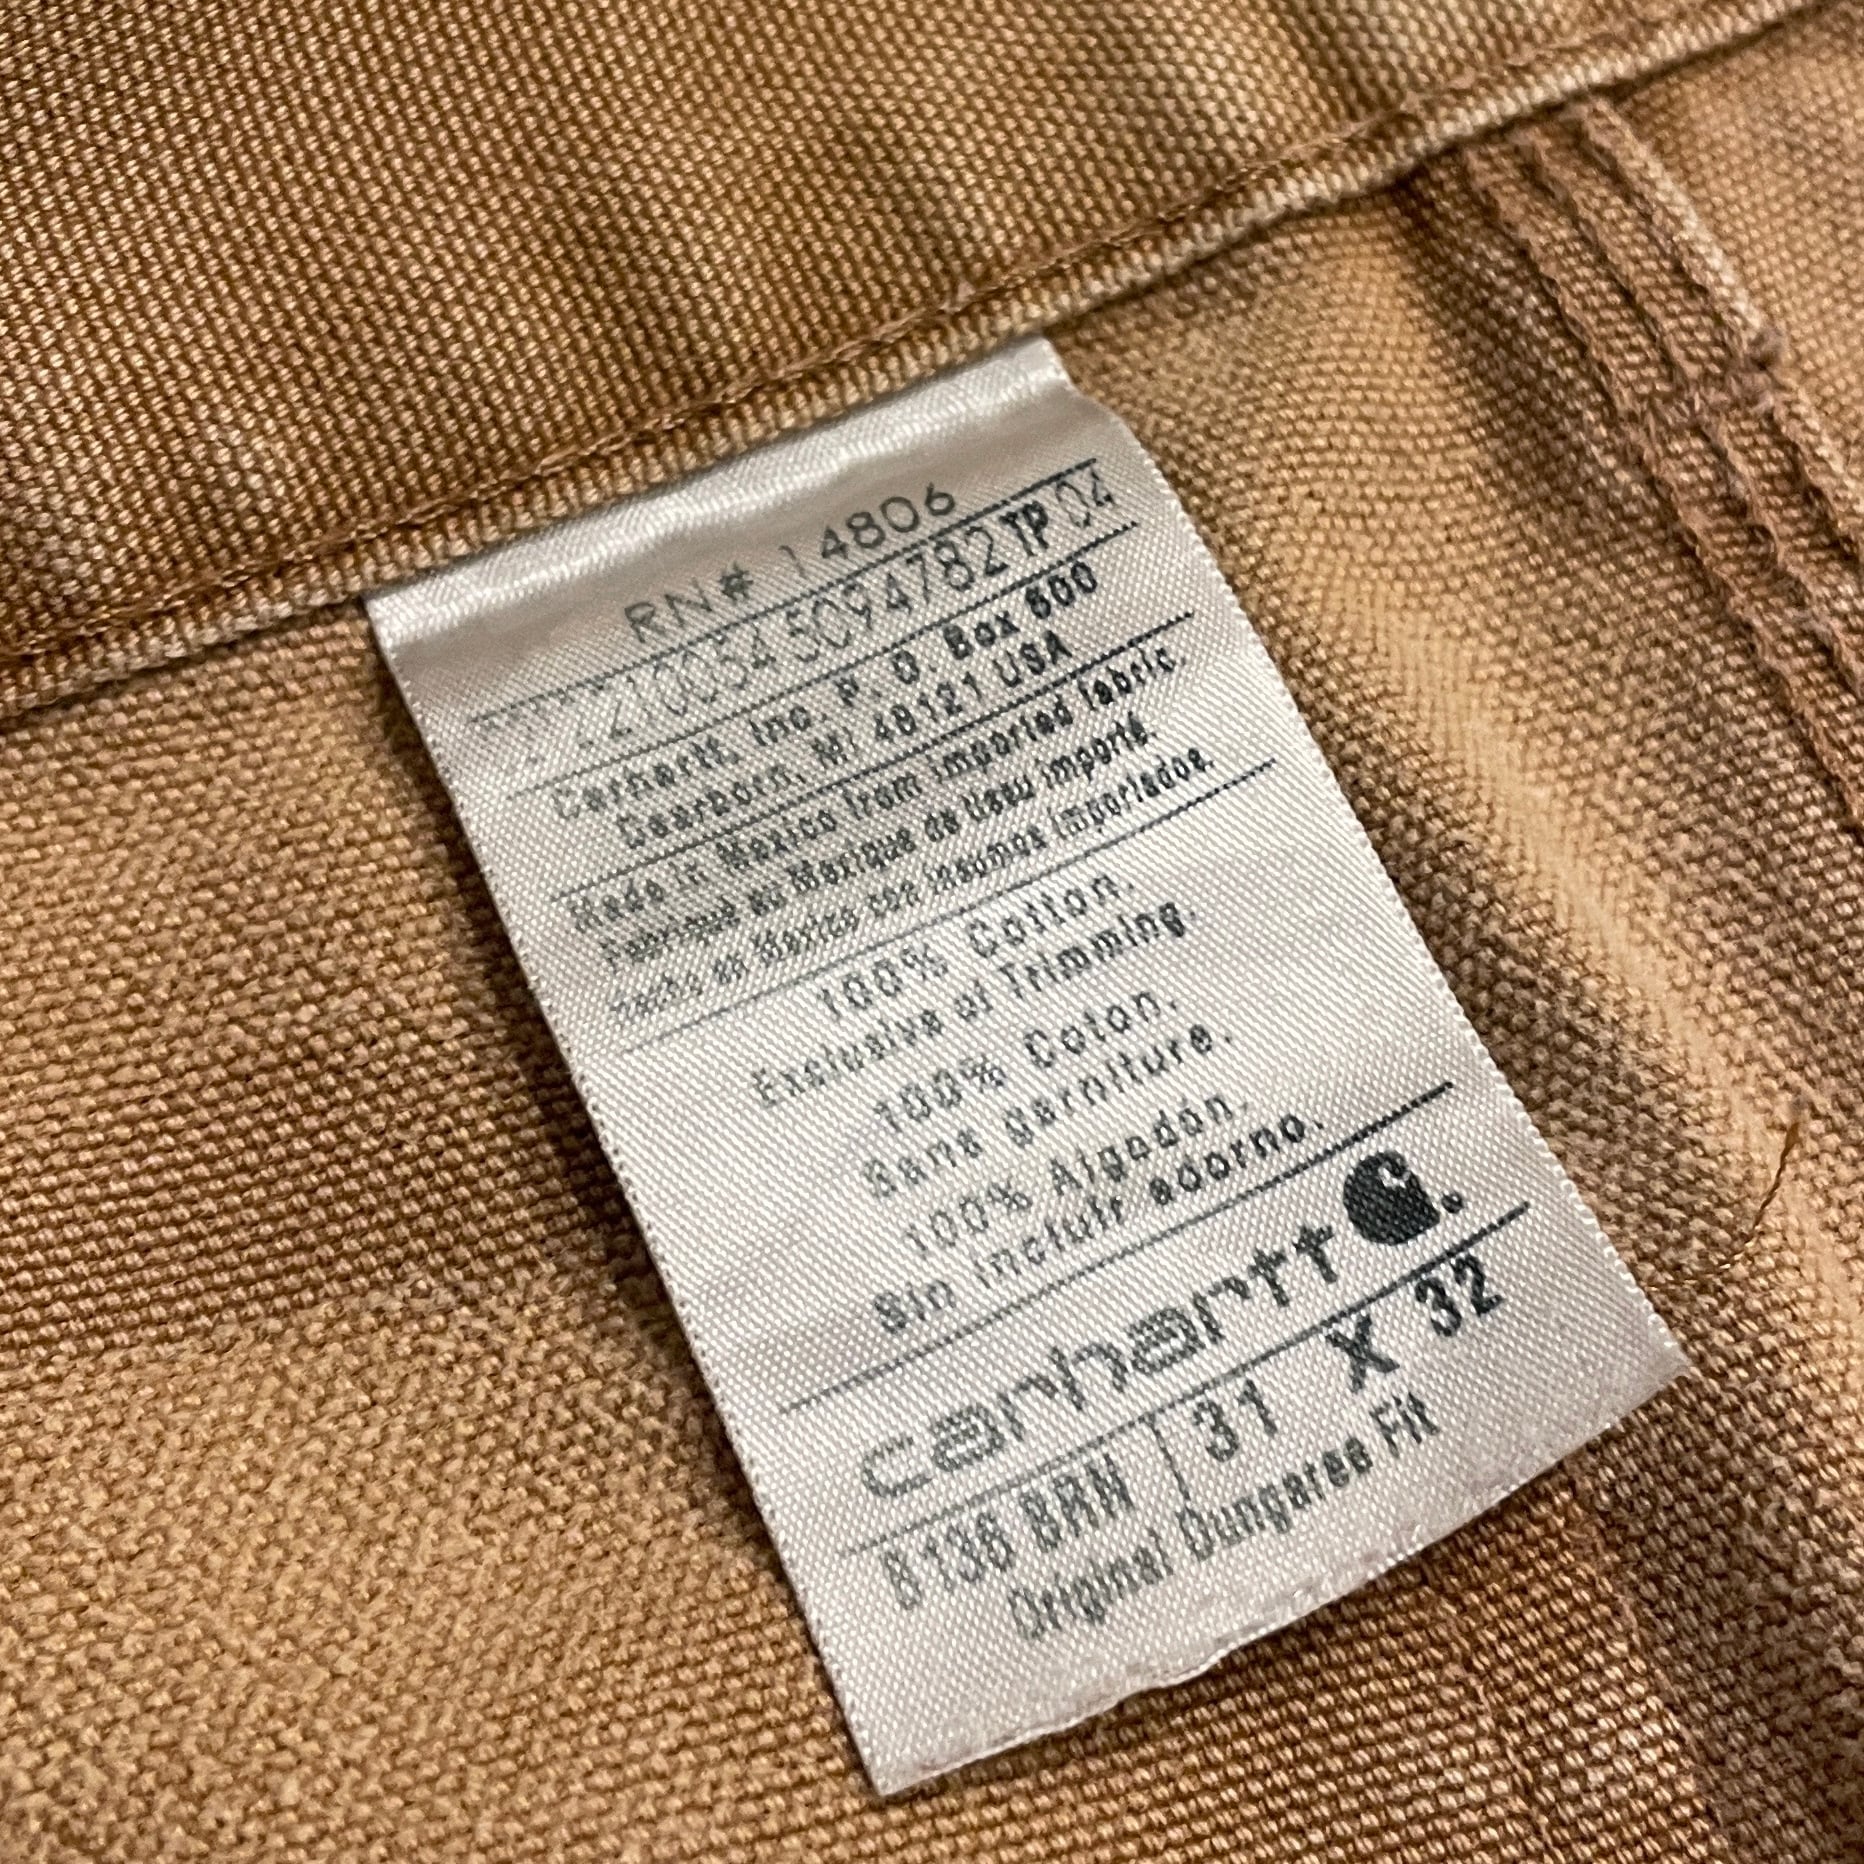 RN# 14806
2210034 5094782 TP 04
Carhartt, Inc. P. O. Box 600
Dearborn, MI 48121 USA
Made in Mexico from imported fabric.
Fabriqué au Mexique de tissu importé.
Hecho en Mexico con insumos importados.
100% Cotton.
Exclusive of Trimming.
100% Coton.
Sans garniture.
100% Algodón.
Sin incluir adorno.
carhartt
B136 BRN 31 X 32
Original Dungaree Fit